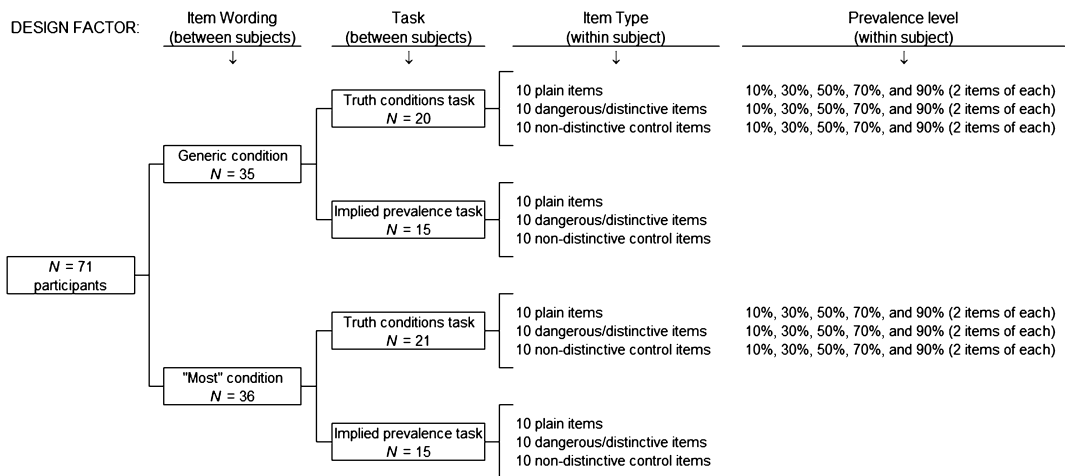 DESIGN FACTOR:
Item Wording
(between subjects)
↓
Task
(between subjects)
↓
Item Type
(within subject)
↓
Prevalence level
(within subject)
↓
N = 71
participants
Generic condition
N = 35
Truth conditions task
N = 20
10 plain items
10 dangerous/distinctive items
10 non-distinctive control items
10%, 30%, 50%, 70%, and 90% (2 items of each)
10%, 30%, 50%, 70%, and 90% (2 items of each)
10%, 30%, 50%, 70%, and 90% (2 items of each)
Implied prevalence task
N = 15
10 plain items
10 dangerous/distinctive items
10 non-distinctive control items
"Most" condition
N = 36
Truth conditions task
N = 21
10 plain items
10 dangerous/distinctive items
10 non-distinctive control items
10%, 30%, 50%, 70%, and 90% (2 items of each)
10%, 30%, 50%, 70%, and 90% (2 items of each)
10%, 30%, 50%, 70%, and 90% (2 items of each)
Implied prevalence task
N = 15
10 plain items
10 dangerous/distinctive items
10 non-distinctive control items